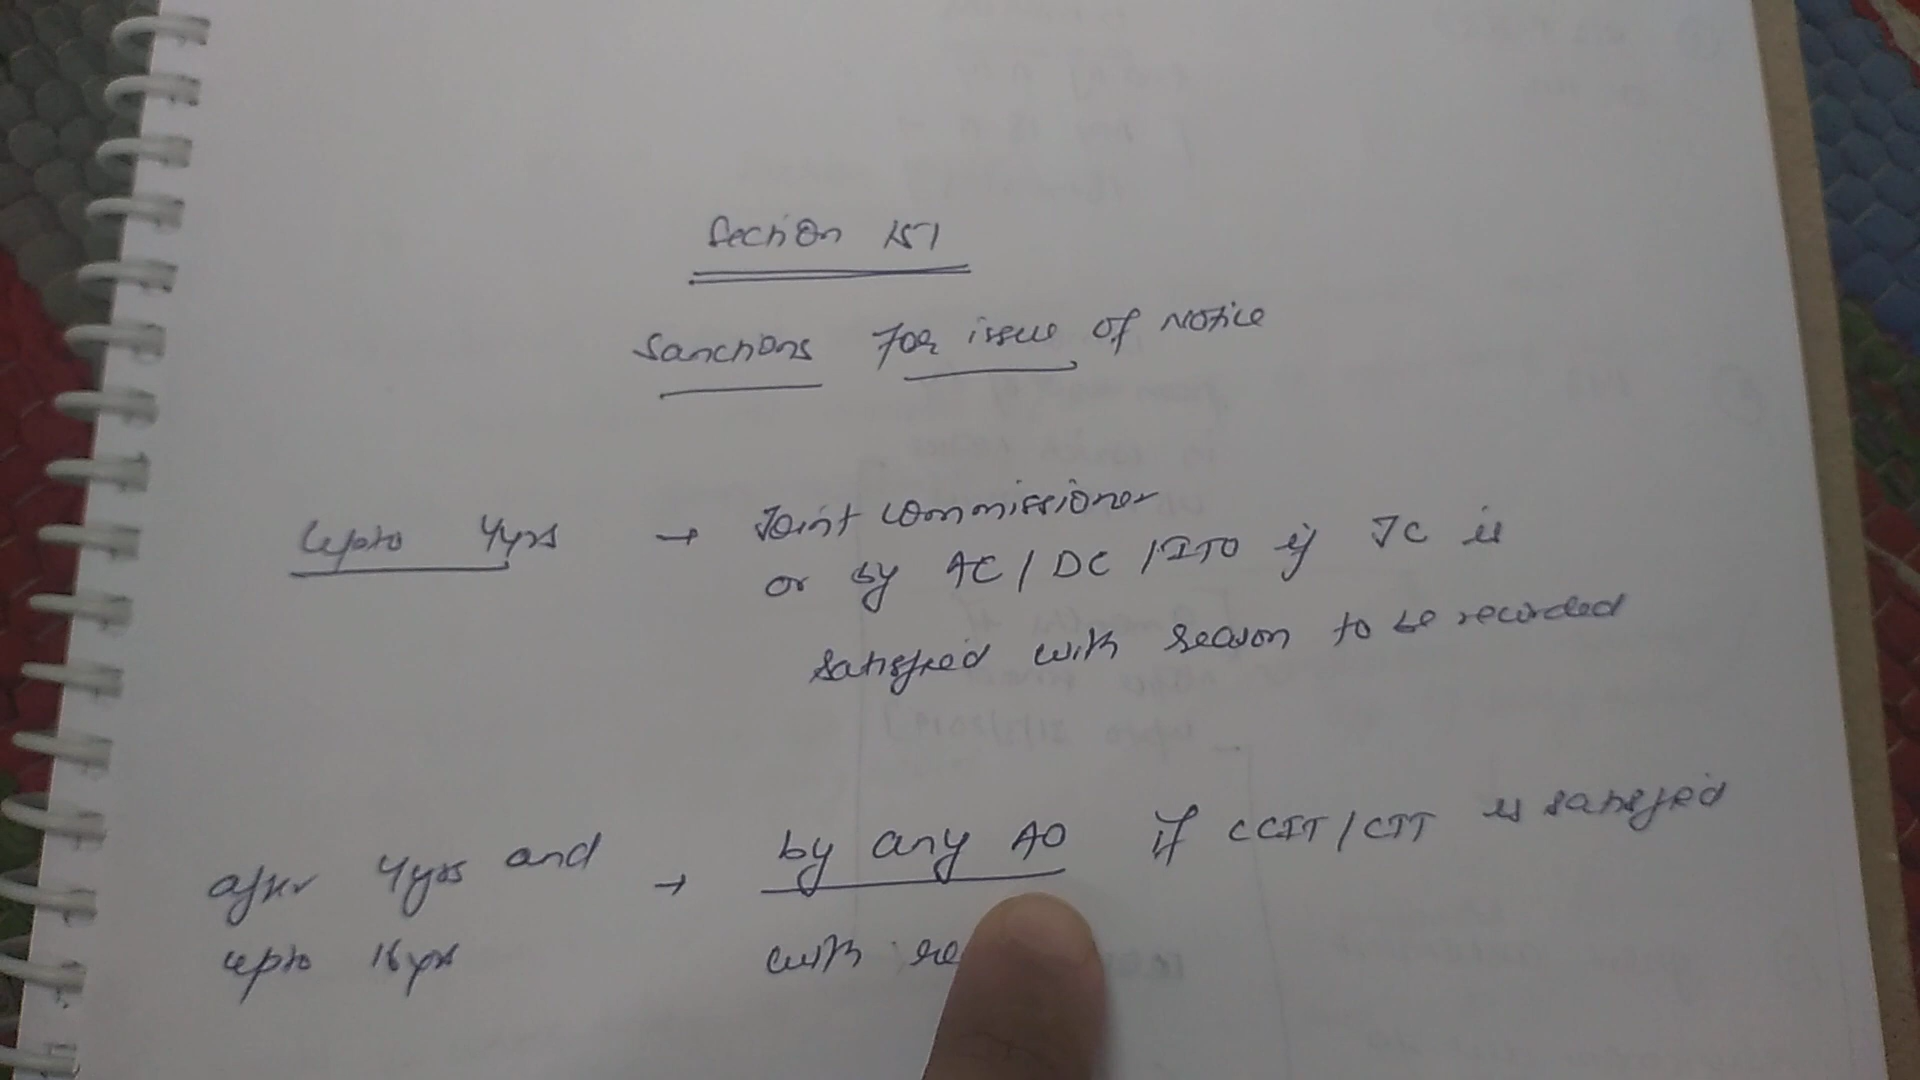 Section 151
Sanctions for issue of Notice
upto 4yrs → Joint Commissioner
or by AC / DC / ITO if JC is
satisfied with reason to be recorded
after 4yrs and → by any AO if CCIT / CIT is satisfied
upto 16yrs with